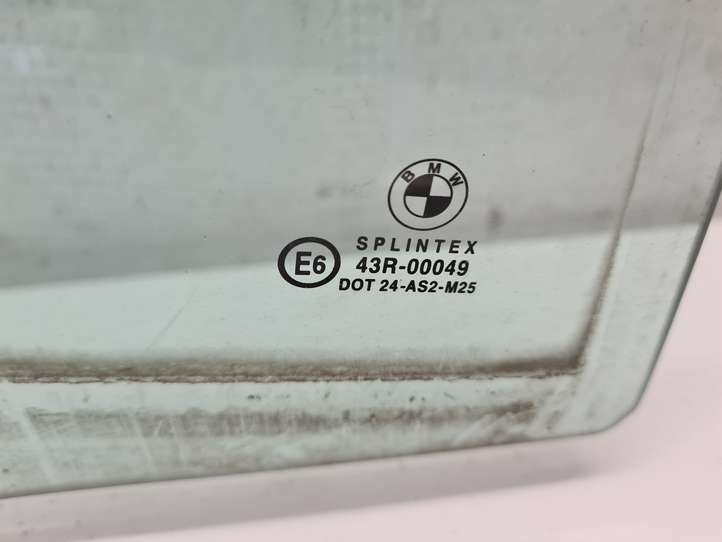 BMW
SPLINTEX
E6 43R-00049
DOT 24-AS2-M25